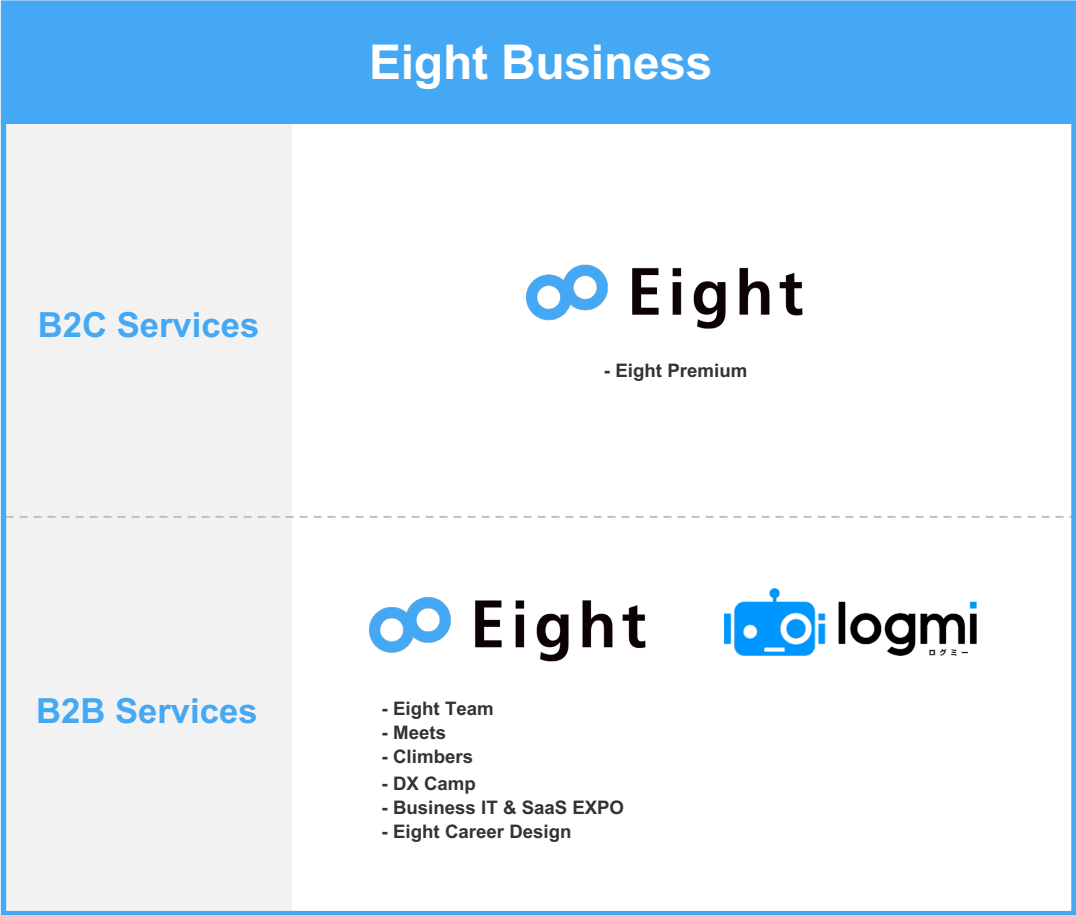 Eight Business
B2C Services
Eight
- Eight Premium
B2B Services
Eight
logmi
ログミー
- Eight Team
- Meets
- Climbers
- DX Camp
- Business IT & SaaS EXPO
- Eight Career Design